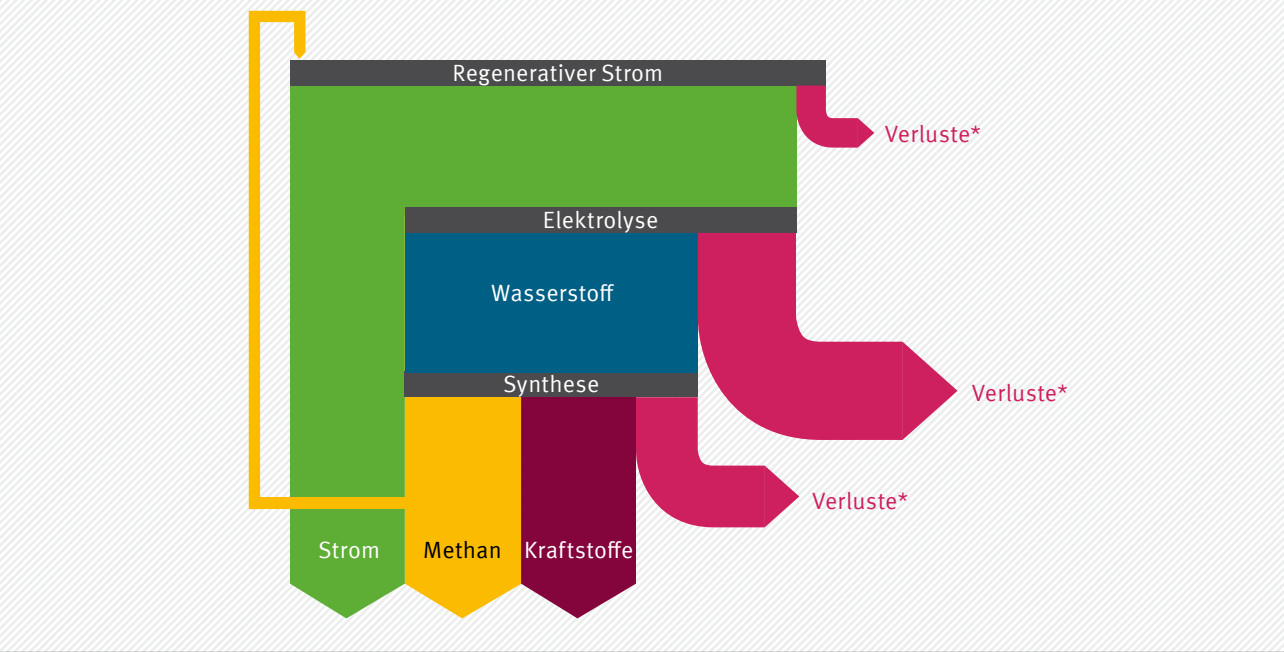 Regenerativer Strom
Verluste*
Elektrolyse
Wasserstoff
Synthese
Verluste*
Verluste*
Strom
Methan
Kraftstoffe